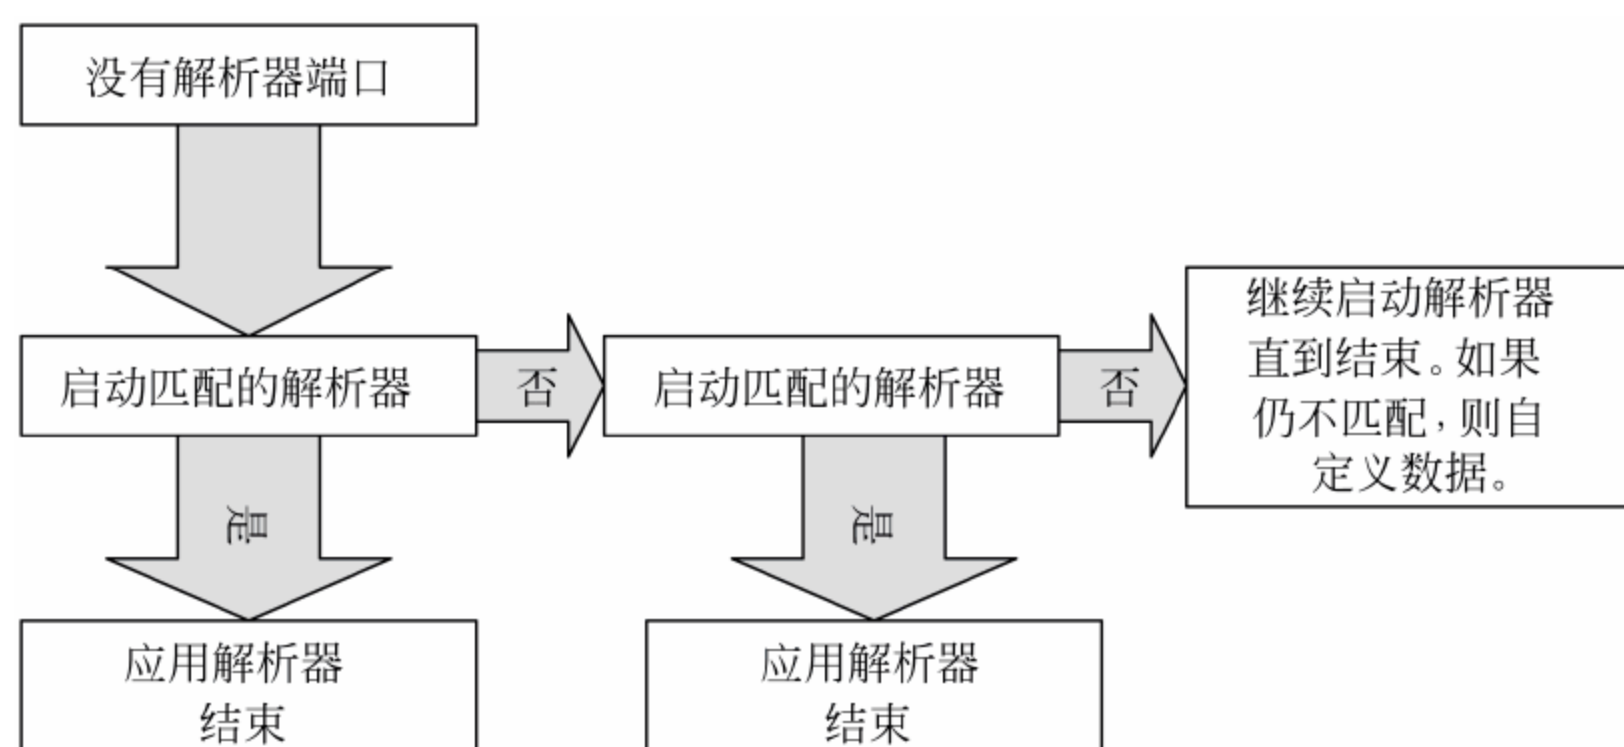 没有解析器端口
启动匹配的解析器
否
启动匹配的解析器
否
继续启动解析器
直到结束。如果
仍不匹配，则自
定义数据。
是
是
应用解析器
结束
应用解析器
结束